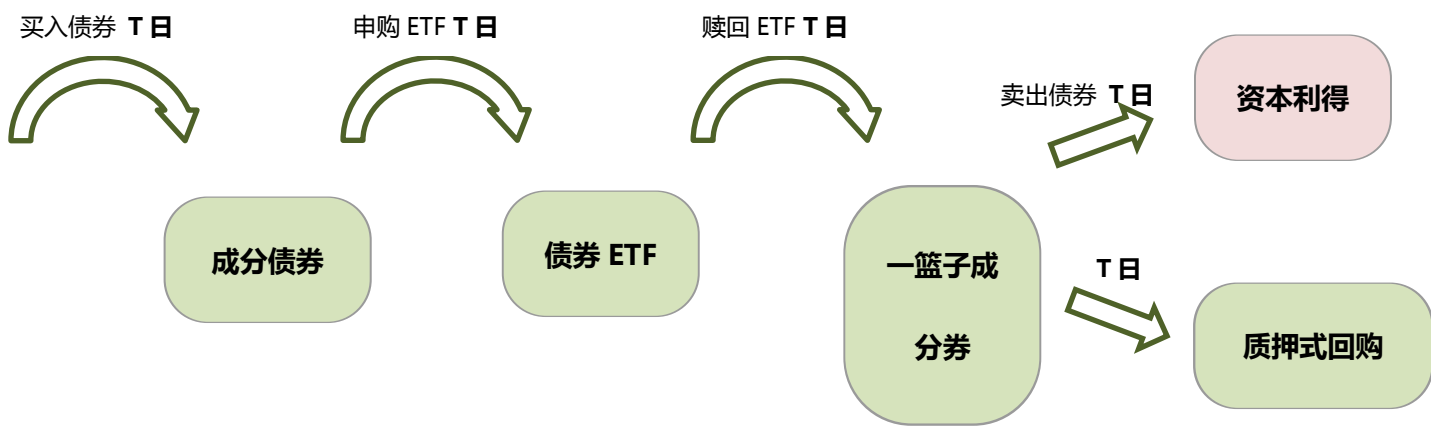 买入债券 T 日
申购 ETF T 日
赎回 ETF T 日
卖出债券 T 日
资本利得
成分债券
债券 ETF
一篮子成
分券
T 日
质押式回购